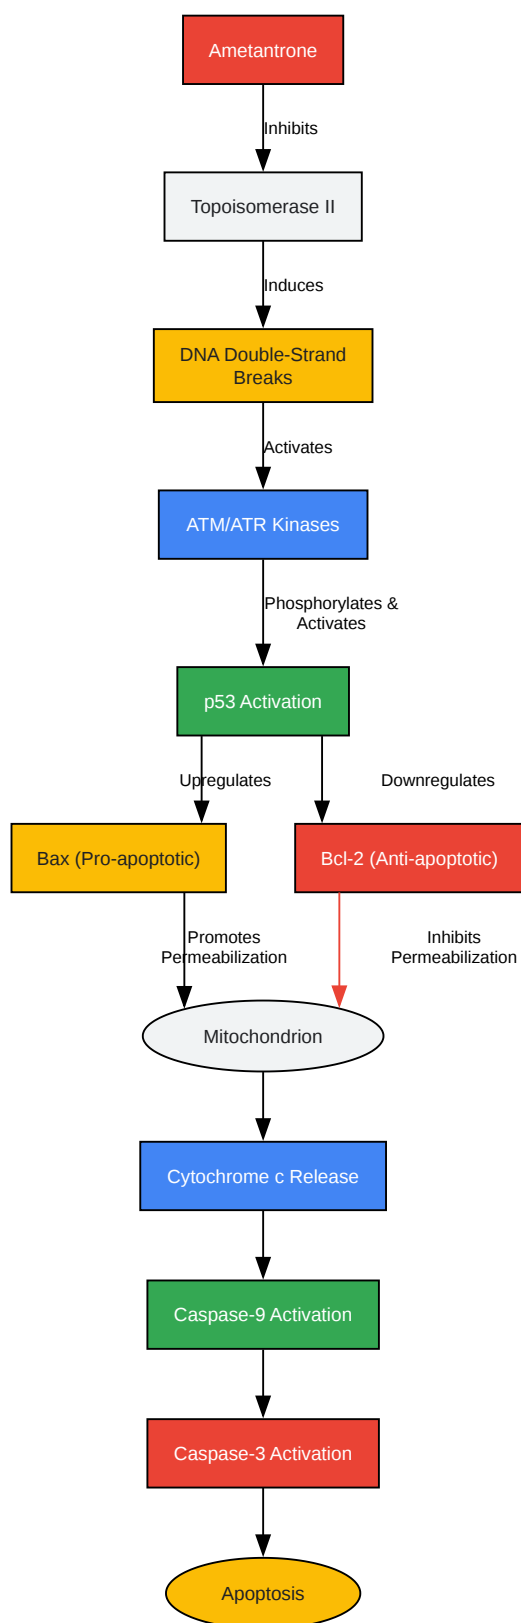 Ametantrone
Inhibits
Topoisomerase II
Induces
DNA Double-Strand
Breaks
Activates
ATM/ATR Kinases
Phosphorylates &
Activates
p53 Activation
Upregulates
Downregulates
Bax (Pro-apoptotic)
Bcl-2 (Anti-apoptotic)
Promotes
Permeabilization
Inhibits
Permeabilization
Mitochondrion
Cytochrome c Release
Caspase-9 Activation
Caspase-3 Activation
Apoptosis